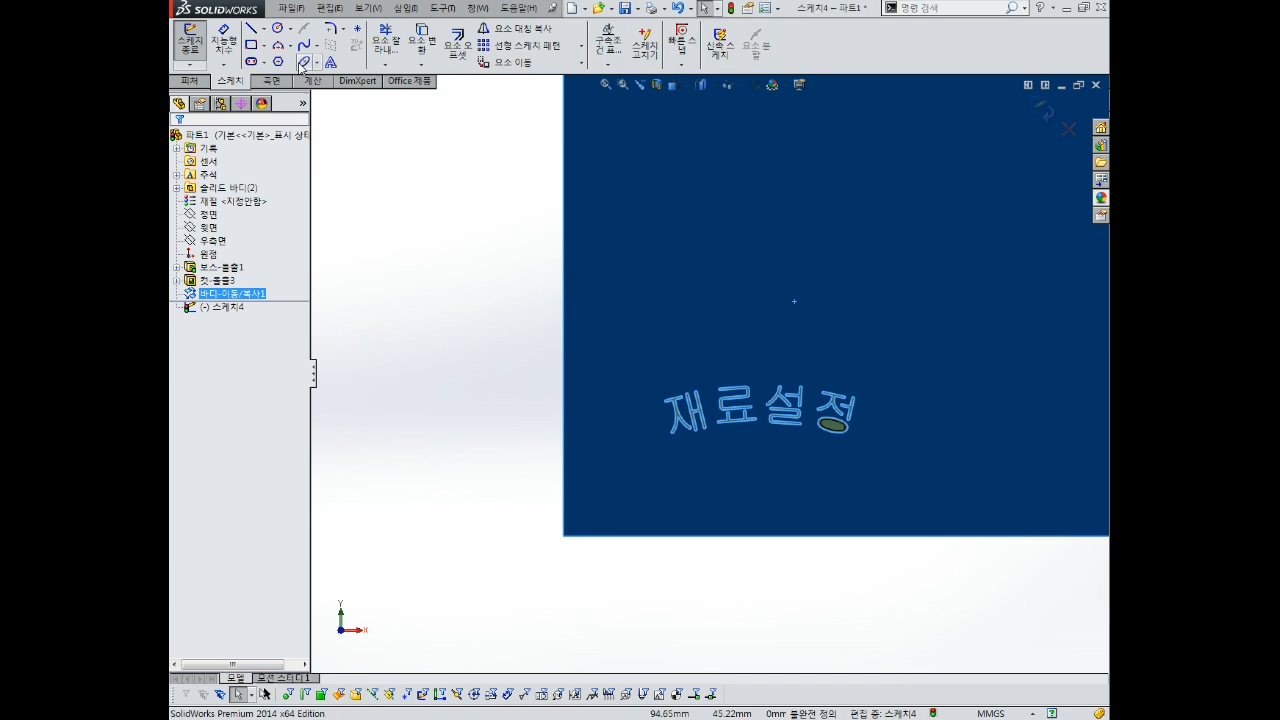 SOLIDWORKS 파일(F) 편집(E) 보기(V) 삽입(I) 도구(T) 창(W) 도움말(H) 스케치4 – 파트1 * 명령 검색
스케치 종료 지능형 치수 요소 잘라내... 요소 변환 요소 오프셋 요소 대칭 복사 선형 스케치 패턴 요소 이동 구속조건 표... 스케치 고치기 빠른 스냅 신속 스케치 요소 분할
피처 스케치 곡면 계산 DimXpert Office 제품
파트1 (기본<<기본>_표시 상태
기록
센서
주석
솔리드 바디(2)
재질 <지정안함>
정면
윗면
우측면
원점
보스-돌출1
컷-돌출3
바디-이동/복사1
(-) 스케치4
재료설정
Y
X
모델 모션 스터디1
SolidWorks Premium 2014 x64 Edition 94.65mm 45.22mm 0mm 불완전 정의 편집 중: 스케치4 MMGS